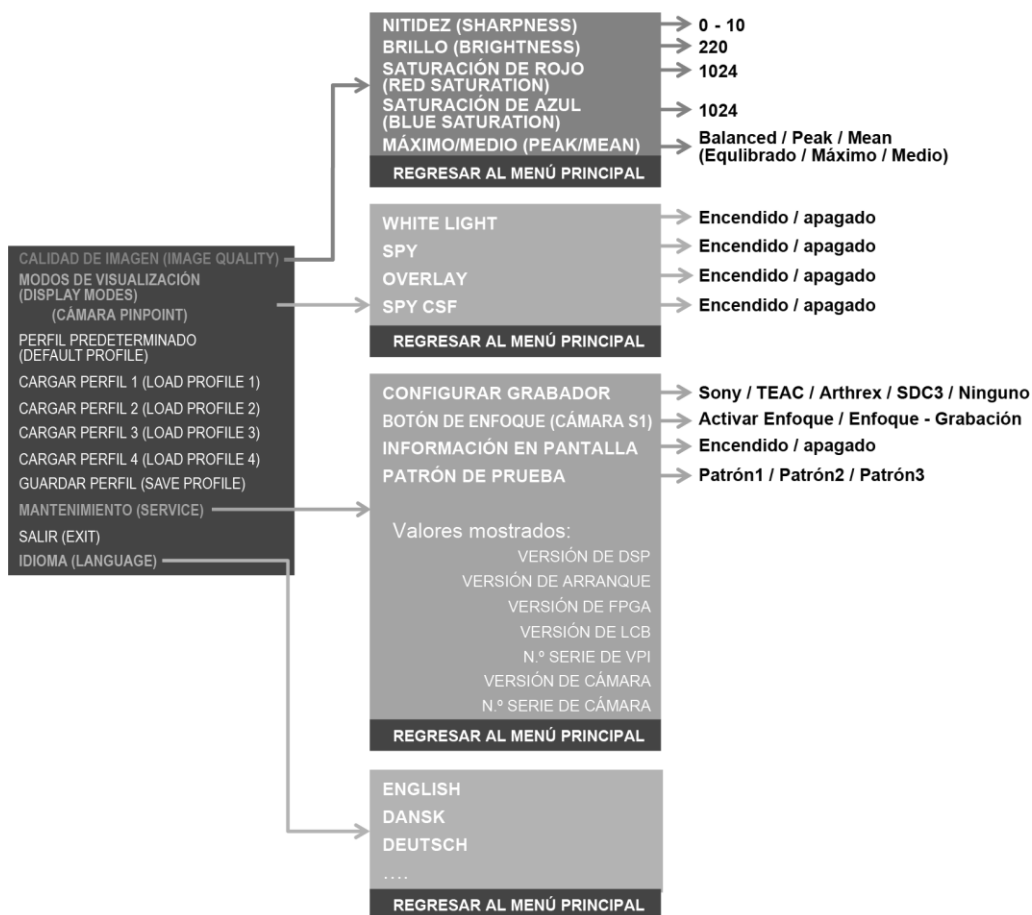 CALIDAD DE IMAGEN (IMAGE QUALITY)
MODOS DE VISUALIZACIÓN
(DISPLAY MODES)
(CÁMARA PINPOINT)
PERFIL PREDETERMINADO
(DEFAULT PROFILE)
CARGAR PERFIL 1 (LOAD PROFILE 1)
CARGAR PERFIL 2 (LOAD PROFILE 2)
CARGAR PERFIL 3 (LOAD PROFILE 3)
CARGAR PERFIL 4 (LOAD PROFILE 4)
GUARDAR PERFIL (SAVE PROFILE)
MANTENIMIENTO (SERVICE)
SALIR (EXIT)
IDIOMA (LANGUAGE)
NITIDEZ (SHARPNESS)
0 - 10
BRILLO (BRIGHTNESS)
220
SATURACIÓN DE ROJO
(RED SATURATION)
1024
SATURACIÓN DE AZUL
(BLUE SATURATION)
1024
MÁXIMO/MEDIO (PEAK/MEAN)
Balanced / Peak / Mean
(Equlibrado / Máximo / Medio)
REGRESAR AL MENÚ PRINCIPAL
WHITE LIGHT
Encendido / apagado
SPY
Encendido / apagado
OVERLAY
Encendido / apagado
SPY CSF
Encendido / apagado
REGRESAR AL MENÚ PRINCIPAL
CONFIGURAR GRABADOR
Sony / TEAC / Arthrex / SDC3 / Ninguno
BOTÓN DE ENFOQUE (CÁMARA S1)
Activar Enfoque / Enfoque - Grabación
INFORMACIÓN EN PANTALLA
Encendido / apagado
PATRÓN DE PRUEBA
Patrón1 / Patrón2 / Patrón3
Valores mostrados:
VERSIÓN DE DSP
VERSIÓN DE ARRANQUE
VERSIÓN DE FPGA
VERSIÓN DE LCB
N.º SERIE DE VPI
VERSIÓN DE CÁMARA
N.º SERIE DE CÁMARA
REGRESAR AL MENÚ PRINCIPAL
ENGLISH
DANSK
DEUTSCH
....
REGRESAR AL MENÚ PRINCIPAL